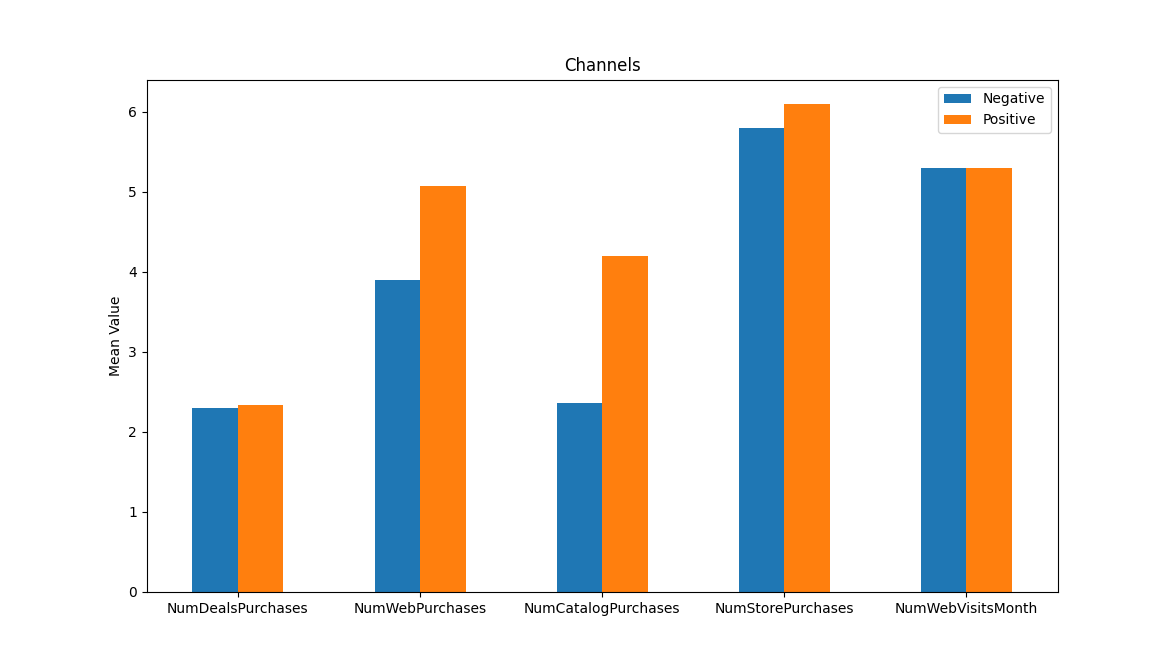 Channels
Negative
Positive
Mean Value
6
5
4
3
2
1
0
NumDealsPurchases NumWebPurchases NumCatalogPurchases NumStorePurchases NumWebVisitsMonth